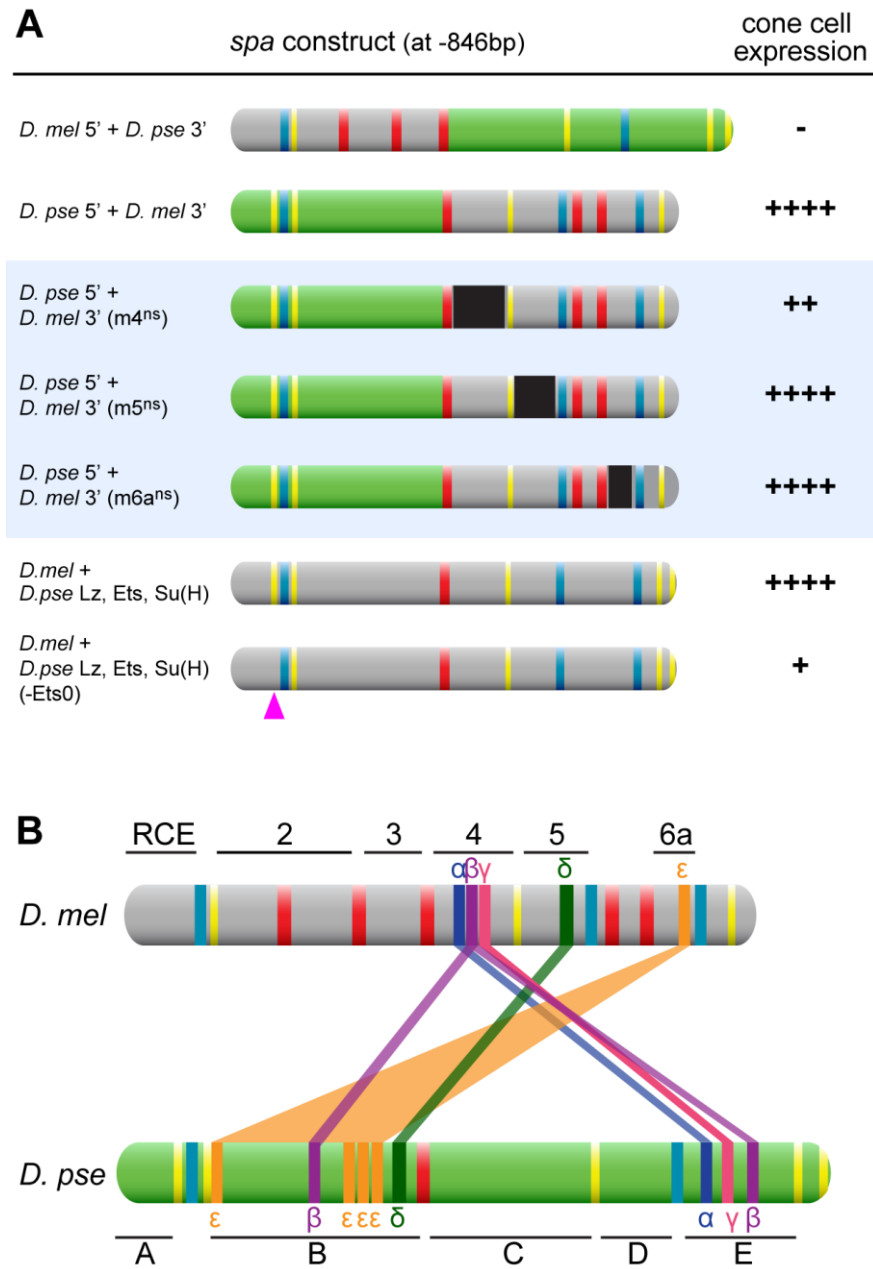 A
spa construct (at -846bp)
cone cell
expression
D. mel 5’ + D. pse 3’
-
D. pse 5’ + D. mel 3’
++++
D. pse 5’ +
D. mel 3’ (m4ns)
++
D. pse 5’ +
D. mel 3’ (m5ns)
++++
D. pse 5’ +
D. mel 3’ (m6ans)
++++
D.mel +
D.pse Lz, Ets, Su(H)
++++
D.mel +
D.pse Lz, Ets, Su(H)
(-Ets0)
+
B
RCE 2 3 4 5 6a
α β γ δ ε
D. mel
D. pse
ε β ε ε ε δ α γ β
A B C D E